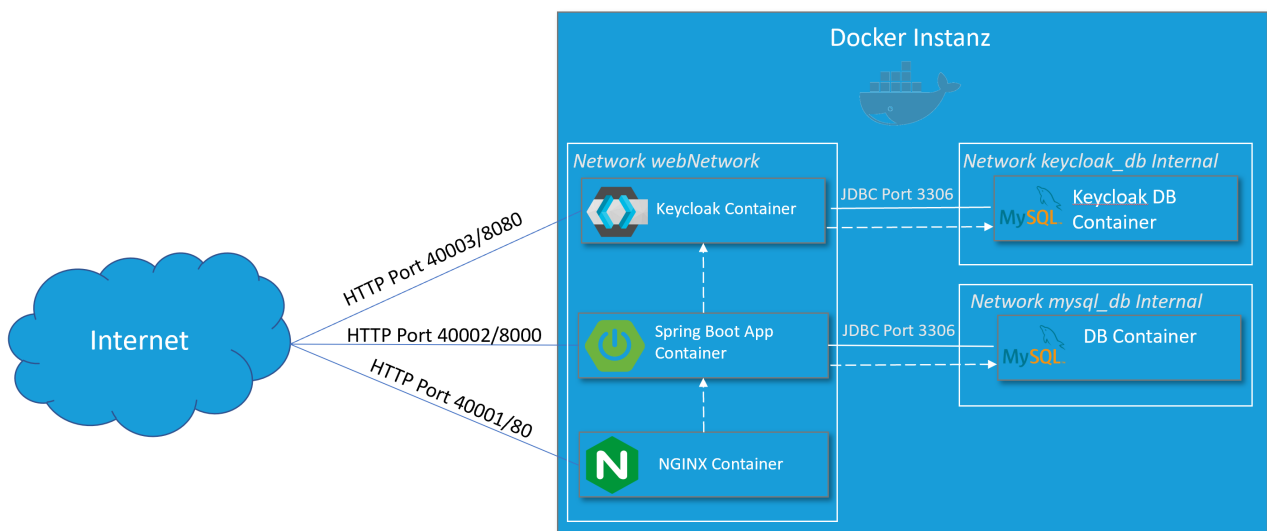 Docker Instanz
Network webNetwork
Network keycloak_db Internal
Keycloak Container
JDBC Port 3306
MySQL
Keycloak DB
Container
HTTP Port 40003/8080
Network mysql_db Internal
Internet
HTTP Port 40002/8000
Spring Boot App
Container
JDBC Port 3306
MySQL
DB Container
HTTP Port 40001/80
N
NGINX Container